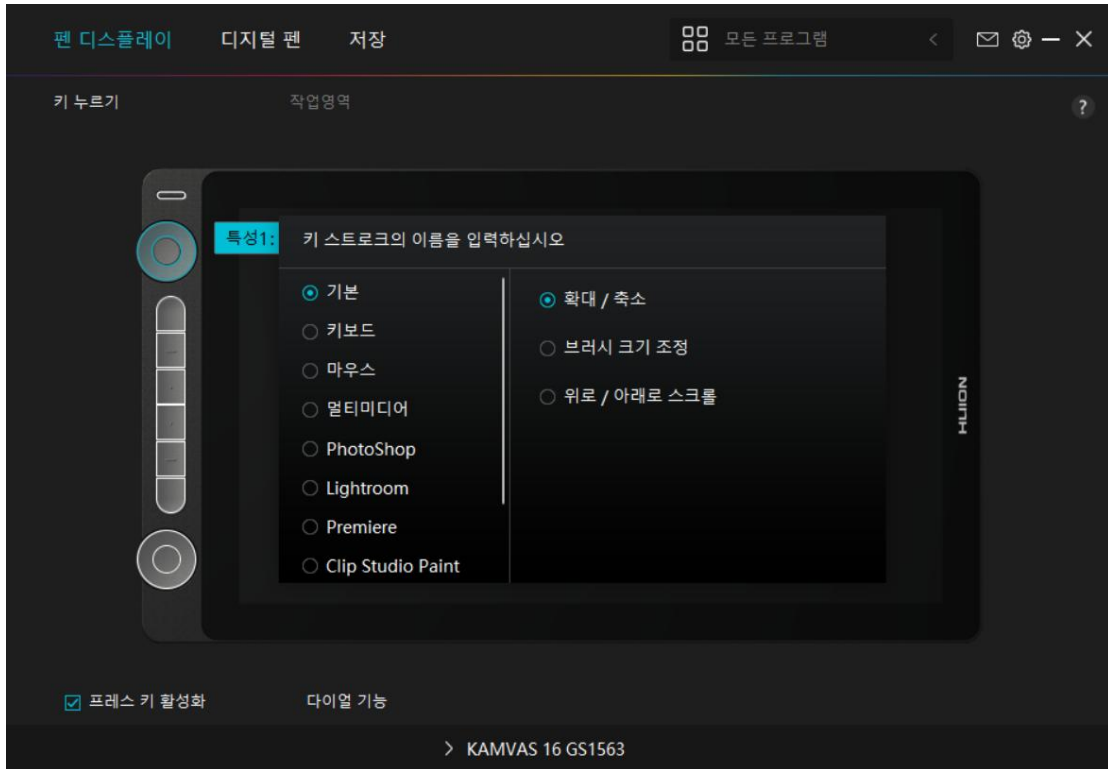 펜 디스플레이 디지털 펜 저장 모든 프로그램
키 누르기 작업영역 ?
특성1: 키 스트로크의 이름을 입력하십시오
기본 확대 / 축소
키보드 브러시 크기 조정
마우스
멀티미디어 위로 / 아래로 스크롤
PhotoShop
Lightroom
Premiere
Clip Studio Paint
HUION
프레스 키 활성화 다이얼 기능
KAMVAS 16 GS1563